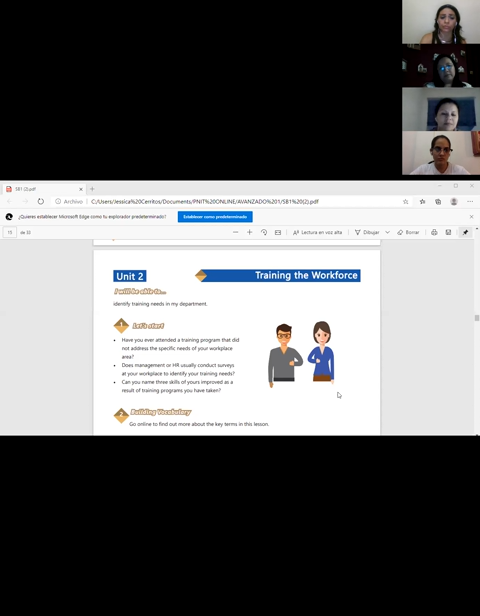 SB1 (2).pdf
Archivo
C:/Users/Jessica%20Cerritos/Documents/PNIT%20ONLINE/AVANZADO%201/SB1%20(2).pdf
¿Quieres establecer Microsoft Edge como tu explorador predeterminado?
Establecer como predeterminado
15
de 33
Lectura en voz alta
Dibujar
Borrar
Unit 2
Training the Workforce
I will be able to...
identify training needs in my department.
1
Let's start
• Have you ever attended a training program that did
not address the specific needs of your workplace
area?
• Does management or HR usually conduct surveys
at your workplace to identify your training needs?
• Can you name three skills of yours improved as a
result of training programs you have taken?
2
Building Vocabulary
Go online to find out more about the key terms in this lesson.